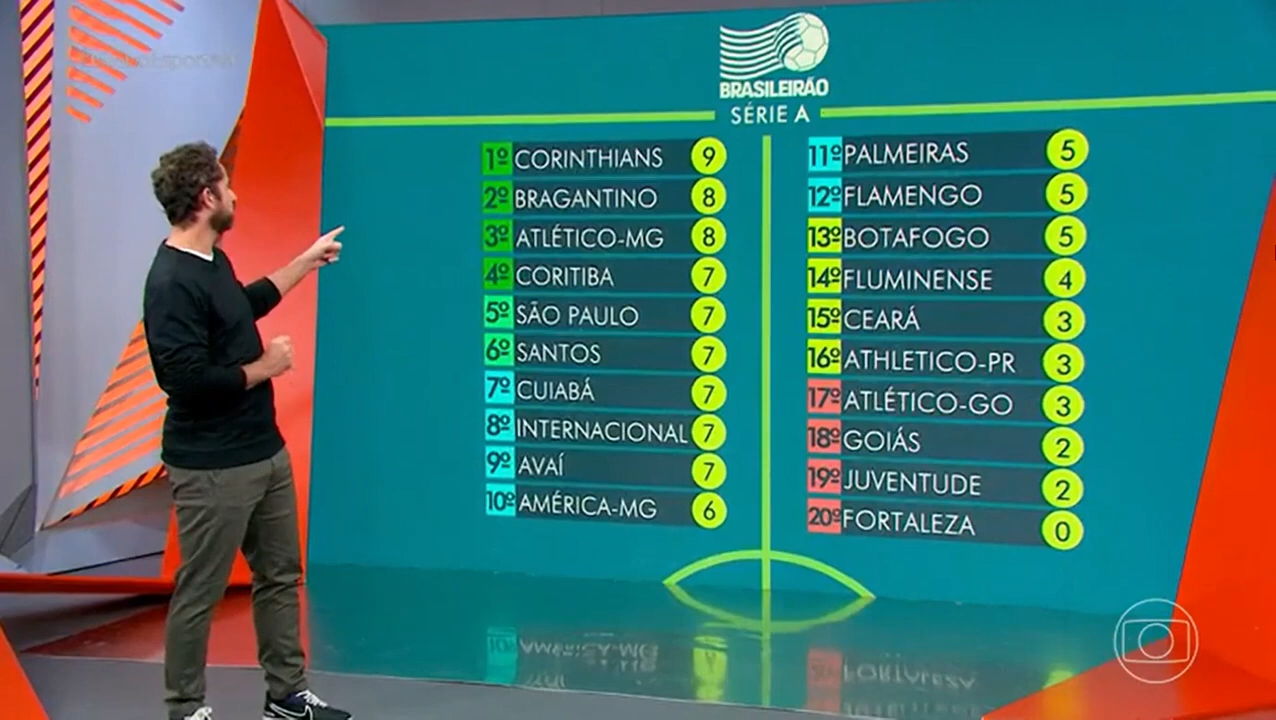 BRASILEIRÃO
SÉRIE A
1º CORINTHIANS 9
2º BRAGANTINO 8
3º ATLÉTICO-MG 8
4º CORITIBA 7
5º SÃO PAULO 7
6º SANTOS 7
7º CUIABÁ 7
8º INTERNACIONAL 7
9º AVAÍ 7
10º AMÉRICA-MG 6
11º PALMEIRAS 5
12º FLAMENGO 5
13º BOTAFOGO 5
14º FLUMINENSE 4
15º CEARÁ 3
16º ATHLETICO-PR 3
17º ATLÉTICO-GO 3
18º GOIÁS 2
19º JUVENTUDE 2
20º FORTALEZA 0